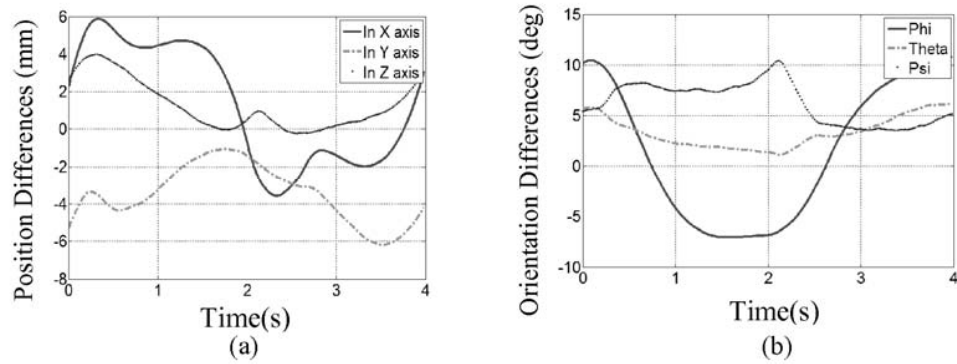 Position Differences (mm)
6
4
2
0
-2
-4
-6
-8
In X axis
In Y axis
In Z axis
0
1
2
3
4
Time(s)
(a)
Orientation Differences (deg)
15
10
5
0
-5
-10
Phi
Theta
Psi
0
1
2
3
4
Time(s)
(b)